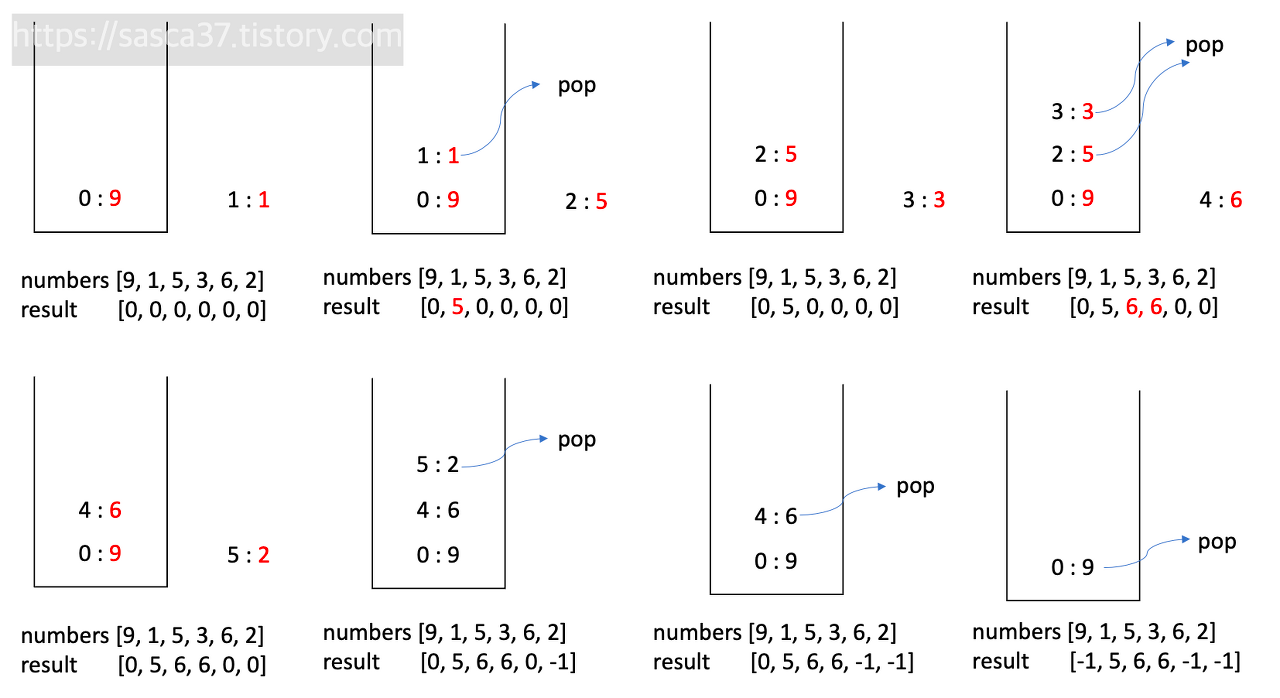 https://sasca37.tistory.com
0 : 9
1 : 1
numbers [9, 1, 5, 3, 6, 2]
result [0, 0, 0, 0, 0, 0]
pop
1 : 1
0 : 9
2 : 5
numbers [9, 1, 5, 3, 6, 2]
result [0, 5, 0, 0, 0, 0]
2 : 5
0 : 9
3 : 3
numbers [9, 1, 5, 3, 6, 2]
result [0, 5, 0, 0, 0, 0]
pop
3 : 3
2 : 5
0 : 9
4 : 6
numbers [9, 1, 5, 3, 6, 2]
result [0, 5, 6, 6, 0, 0]
4 : 6
0 : 9
5 : 2
numbers [9, 1, 5, 3, 6, 2]
result [0, 5, 6, 6, 0, 0]
pop
5 : 2
4 : 6
0 : 9
numbers [9, 1, 5, 3, 6, 2]
result [0, 5, 6, 6, 0, -1]
pop
4 : 6
0 : 9
numbers [9, 1, 5, 3, 6, 2]
result [0, 5, 6, 6, -1, -1]
pop
0 : 9
numbers [9, 1, 5, 3, 6, 2]
result [-1, 5, 6, 6, -1, -1]